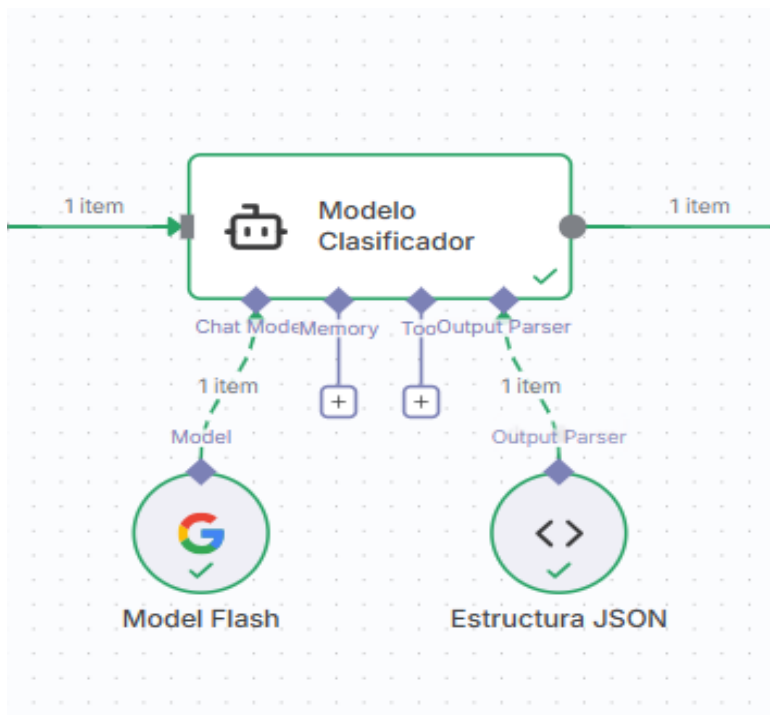 1 item
Modelo
Clasificador
1 item
Chat Mode
Memory
Too
Output Parser
1 item
1 item
Model
Output Parser
Model Flash
Estructura JSON